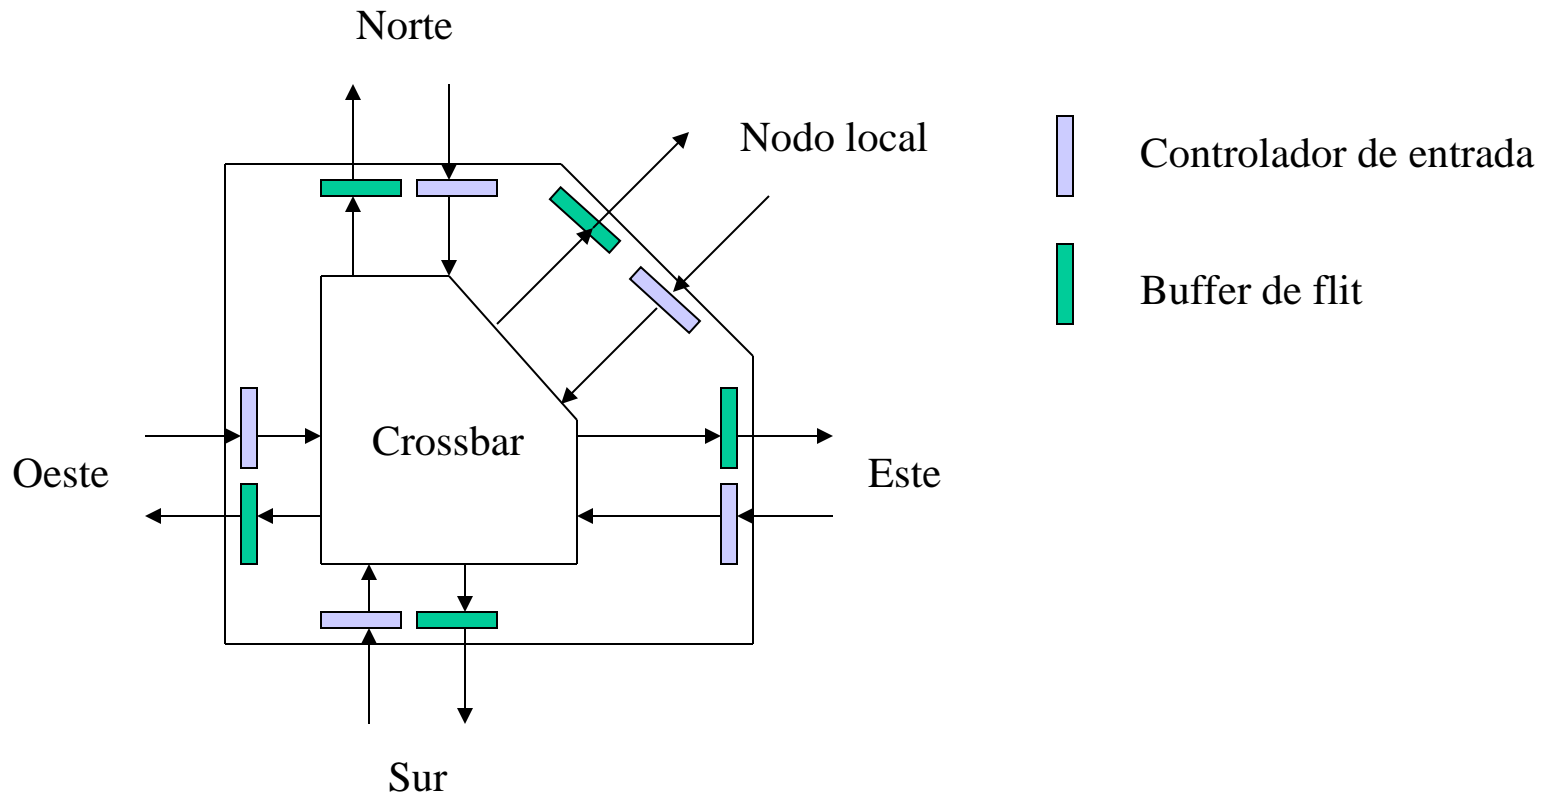 Norte
Nodo local
Controlador de entrada
Buffer de flit
Crossbar
Oeste
Este
Sur